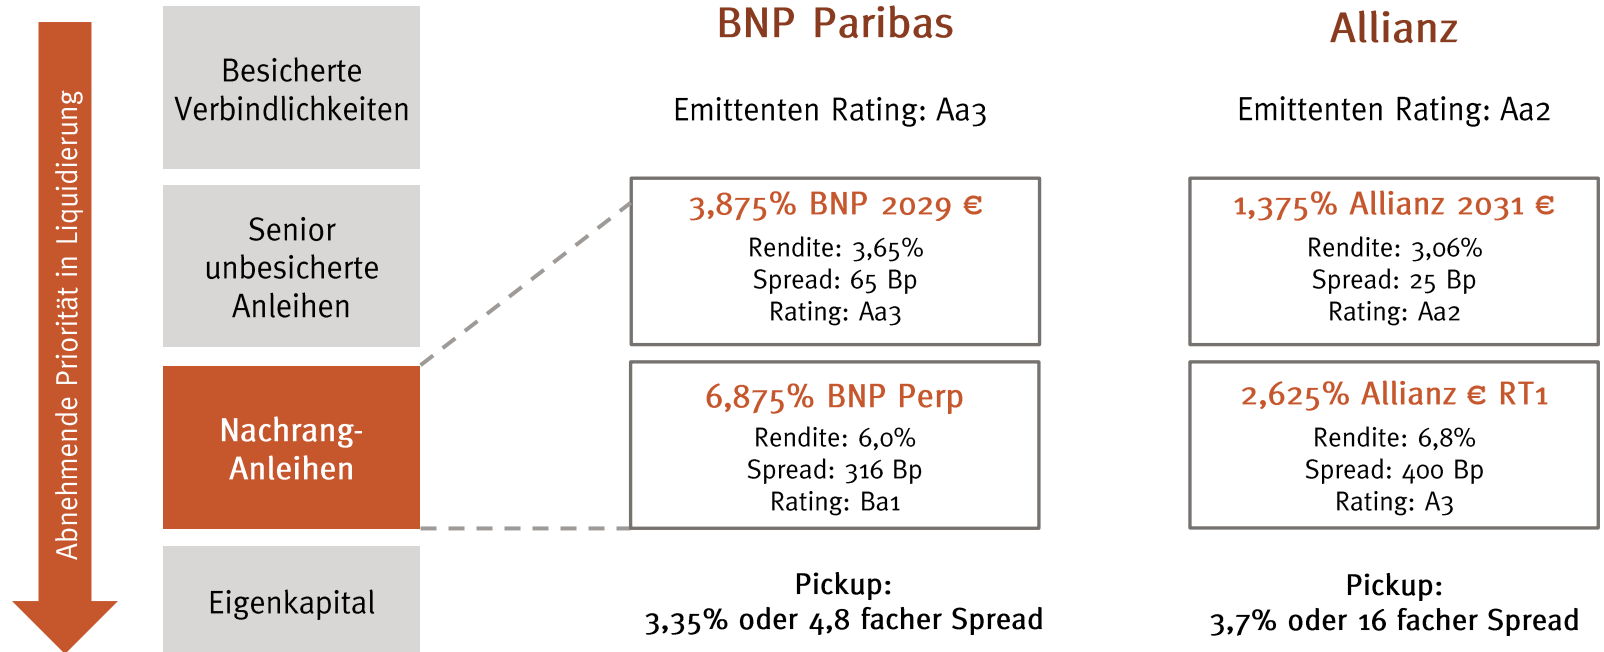 Abnehmende Priorität in Liquidierung
Besicherte
Verbindlichkeiten
Senior
unbesicherte
Anleihen
Nachrang-
Anleihen
Eigenkapital
BNP Paribas
Emittenten Rating: Aa3
3,875% BNP 2029 €
Rendite: 3,65%
Spread: 65 Bp
Rating: Aa3
6,875% BNP Perp
Rendite: 6,0%
Spread: 316 Bp
Rating: Ba1
Pickup:
3,35% oder 4,8 facher Spread
Allianz
Emittenten Rating: Aa2
1,375% Allianz 2031 €
Rendite: 3,06%
Spread: 25 Bp
Rating: Aa2
2,625% Allianz € RT1
Rendite: 6,8%
Spread: 400 Bp
Rating: A3
Pickup:
3,7% oder 16 facher Spread